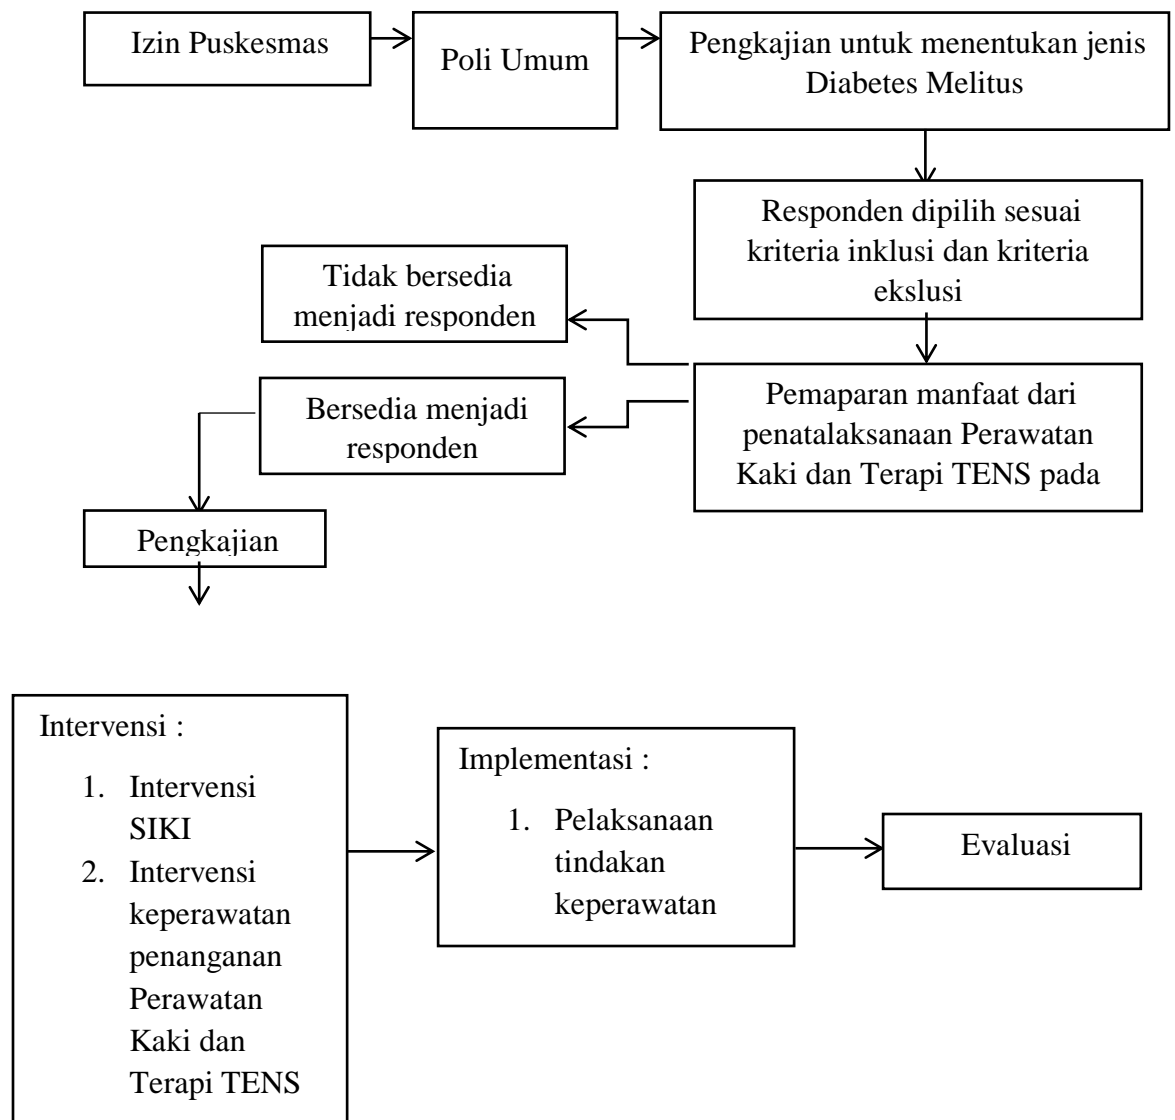 Izin Puskesmas
Poli Umum
Pengkajian untuk menentukan jenis
Diabetes Melitus
Responden dipilih sesuai
kriteria inklusi dan kriteria
ekslusi
Tidak bersedia
menjadi responden
Bersedia menjadi
responden
Pemaparan manfaat dari
penatalaksanaan Perawatan
Kaki dan Terapi TENS pada
Pengkajian
Intervensi :
1. Intervensi
SIKI
2. Intervensi
keperawatan
penanganan
Perawatan
Kaki dan
Terapi TENS
Implementasi :
1. Pelaksanaan
tindakan
keperawatan
Evaluasi